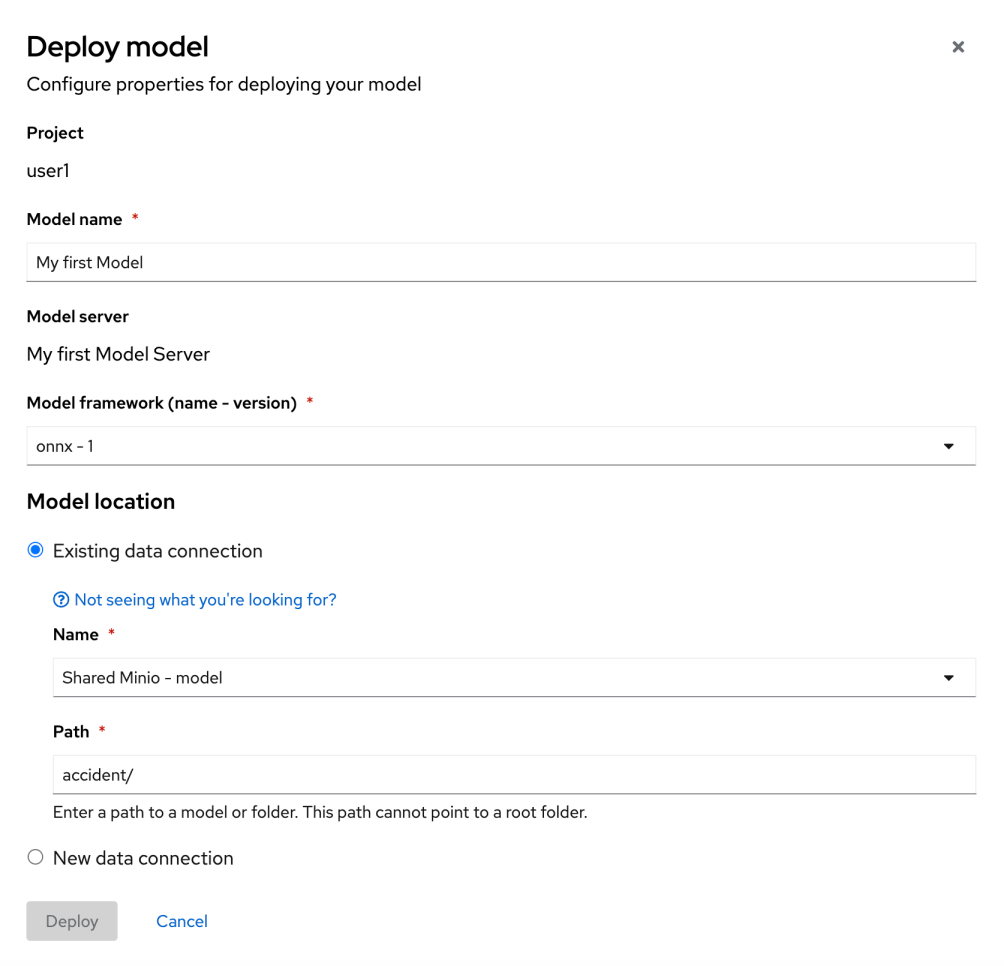 Deploy model
Configure properties for deploying your model
Project
user1
Model name *
My first Model
Model server
My first Model Server
Model framework (name - version) *
onnx - 1
Model location
Existing data connection
Not seeing what you're looking for?
Name *
Shared Minio - model
Path *
accident/
Enter a path to a model or folder. This path cannot point to a root folder.
New data connection
Deploy Cancel